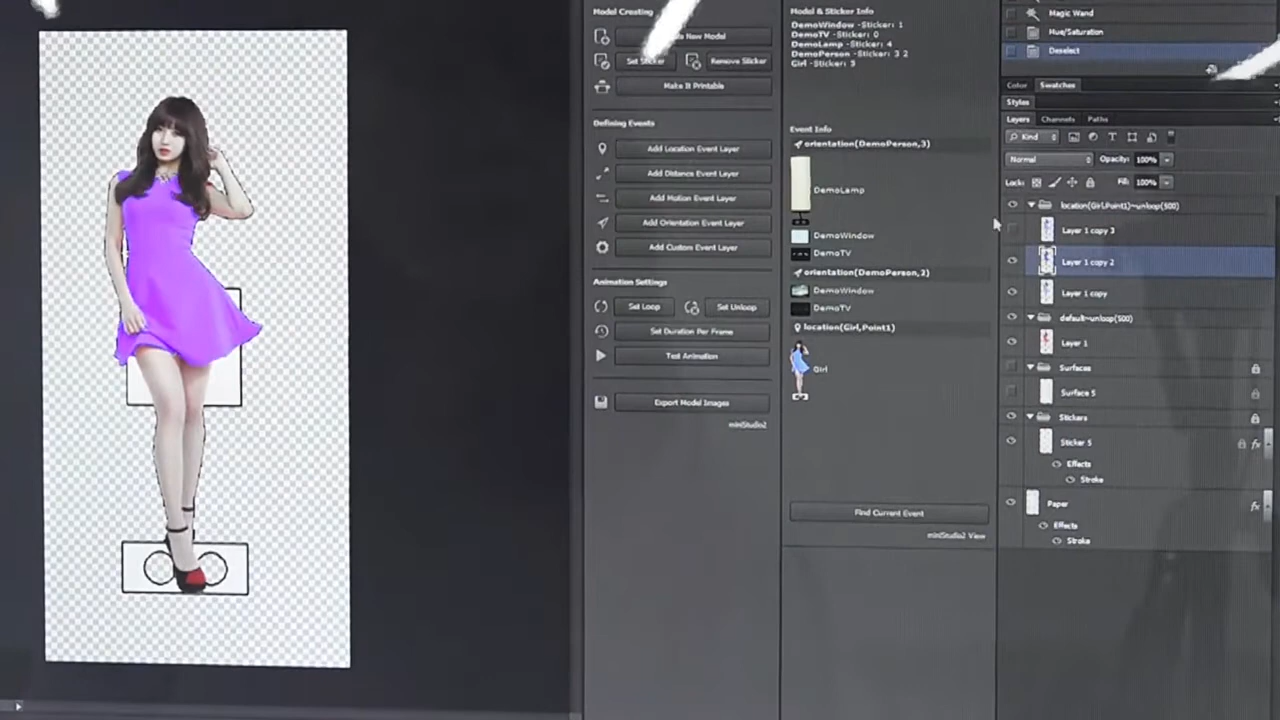 Model Creating
New Model
Set Sticker
Remove Sticker
Make It Printable
Defining Events
Add Location Event Layer
Add Distance Event Layer
Add Motion Event Layer
Add Orientation Event Layer
Add Custom Event Layer
Animation Settings
Set Loop
Set Unloop
Set Duration Per Frame
Test Animation
Export Model Images
miniStudio2
Model & Sticker Info
DemoWindow -Sticker: 1
DemoTV -Sticker: 0
DemoLamp -Sticker: 4
DemoPerson -Sticker: 3 2
Girl -Sticker: 5
Event Info
orientation(DemoPerson,3)
DemoLamp
DemoWindow
DemoTV
orientation(DemoPerson,2)
DemoWindow
DemoTV
location(Girl,Point1)
Girl
Find Current Event
miniStudio2 View
Magic Wand
Hue/Saturation
Deselect
Color
Swatches
Styles
Layers
Channels
Paths
Kind
Normal
Opacity: 100%
Lock:
Fill: 100%
location(Girl,Point1)~unloop(500)
Layer 1 copy 3
Layer 1 copy 2
Layer 1 copy
default~unloop(500)
Layer 1
Surfaces
Surface 5
Stickers
Sticker 5
fx
Effects
Stroke
Paper
fx
Effects
Stroke